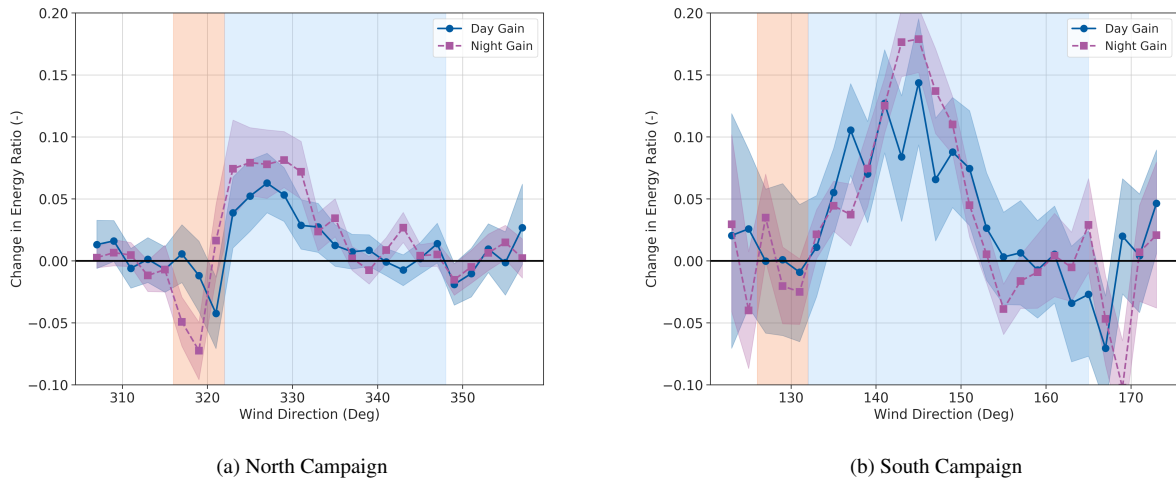 0.20
0.15
0.10
0.05
0.00
−0.05
−0.10
Change in Energy Ratio (-)
Day Gain
Night Gain
310 320 330 340 350
Wind Direction (Deg)
(a) North Campaign
0.20
0.15
0.10
0.05
0.00
−0.05
−0.10
Change in Energy Ratio (-)
Day Gain
Night Gain
130 140 150 160 170
Wind Direction (Deg)
(b) South Campaign